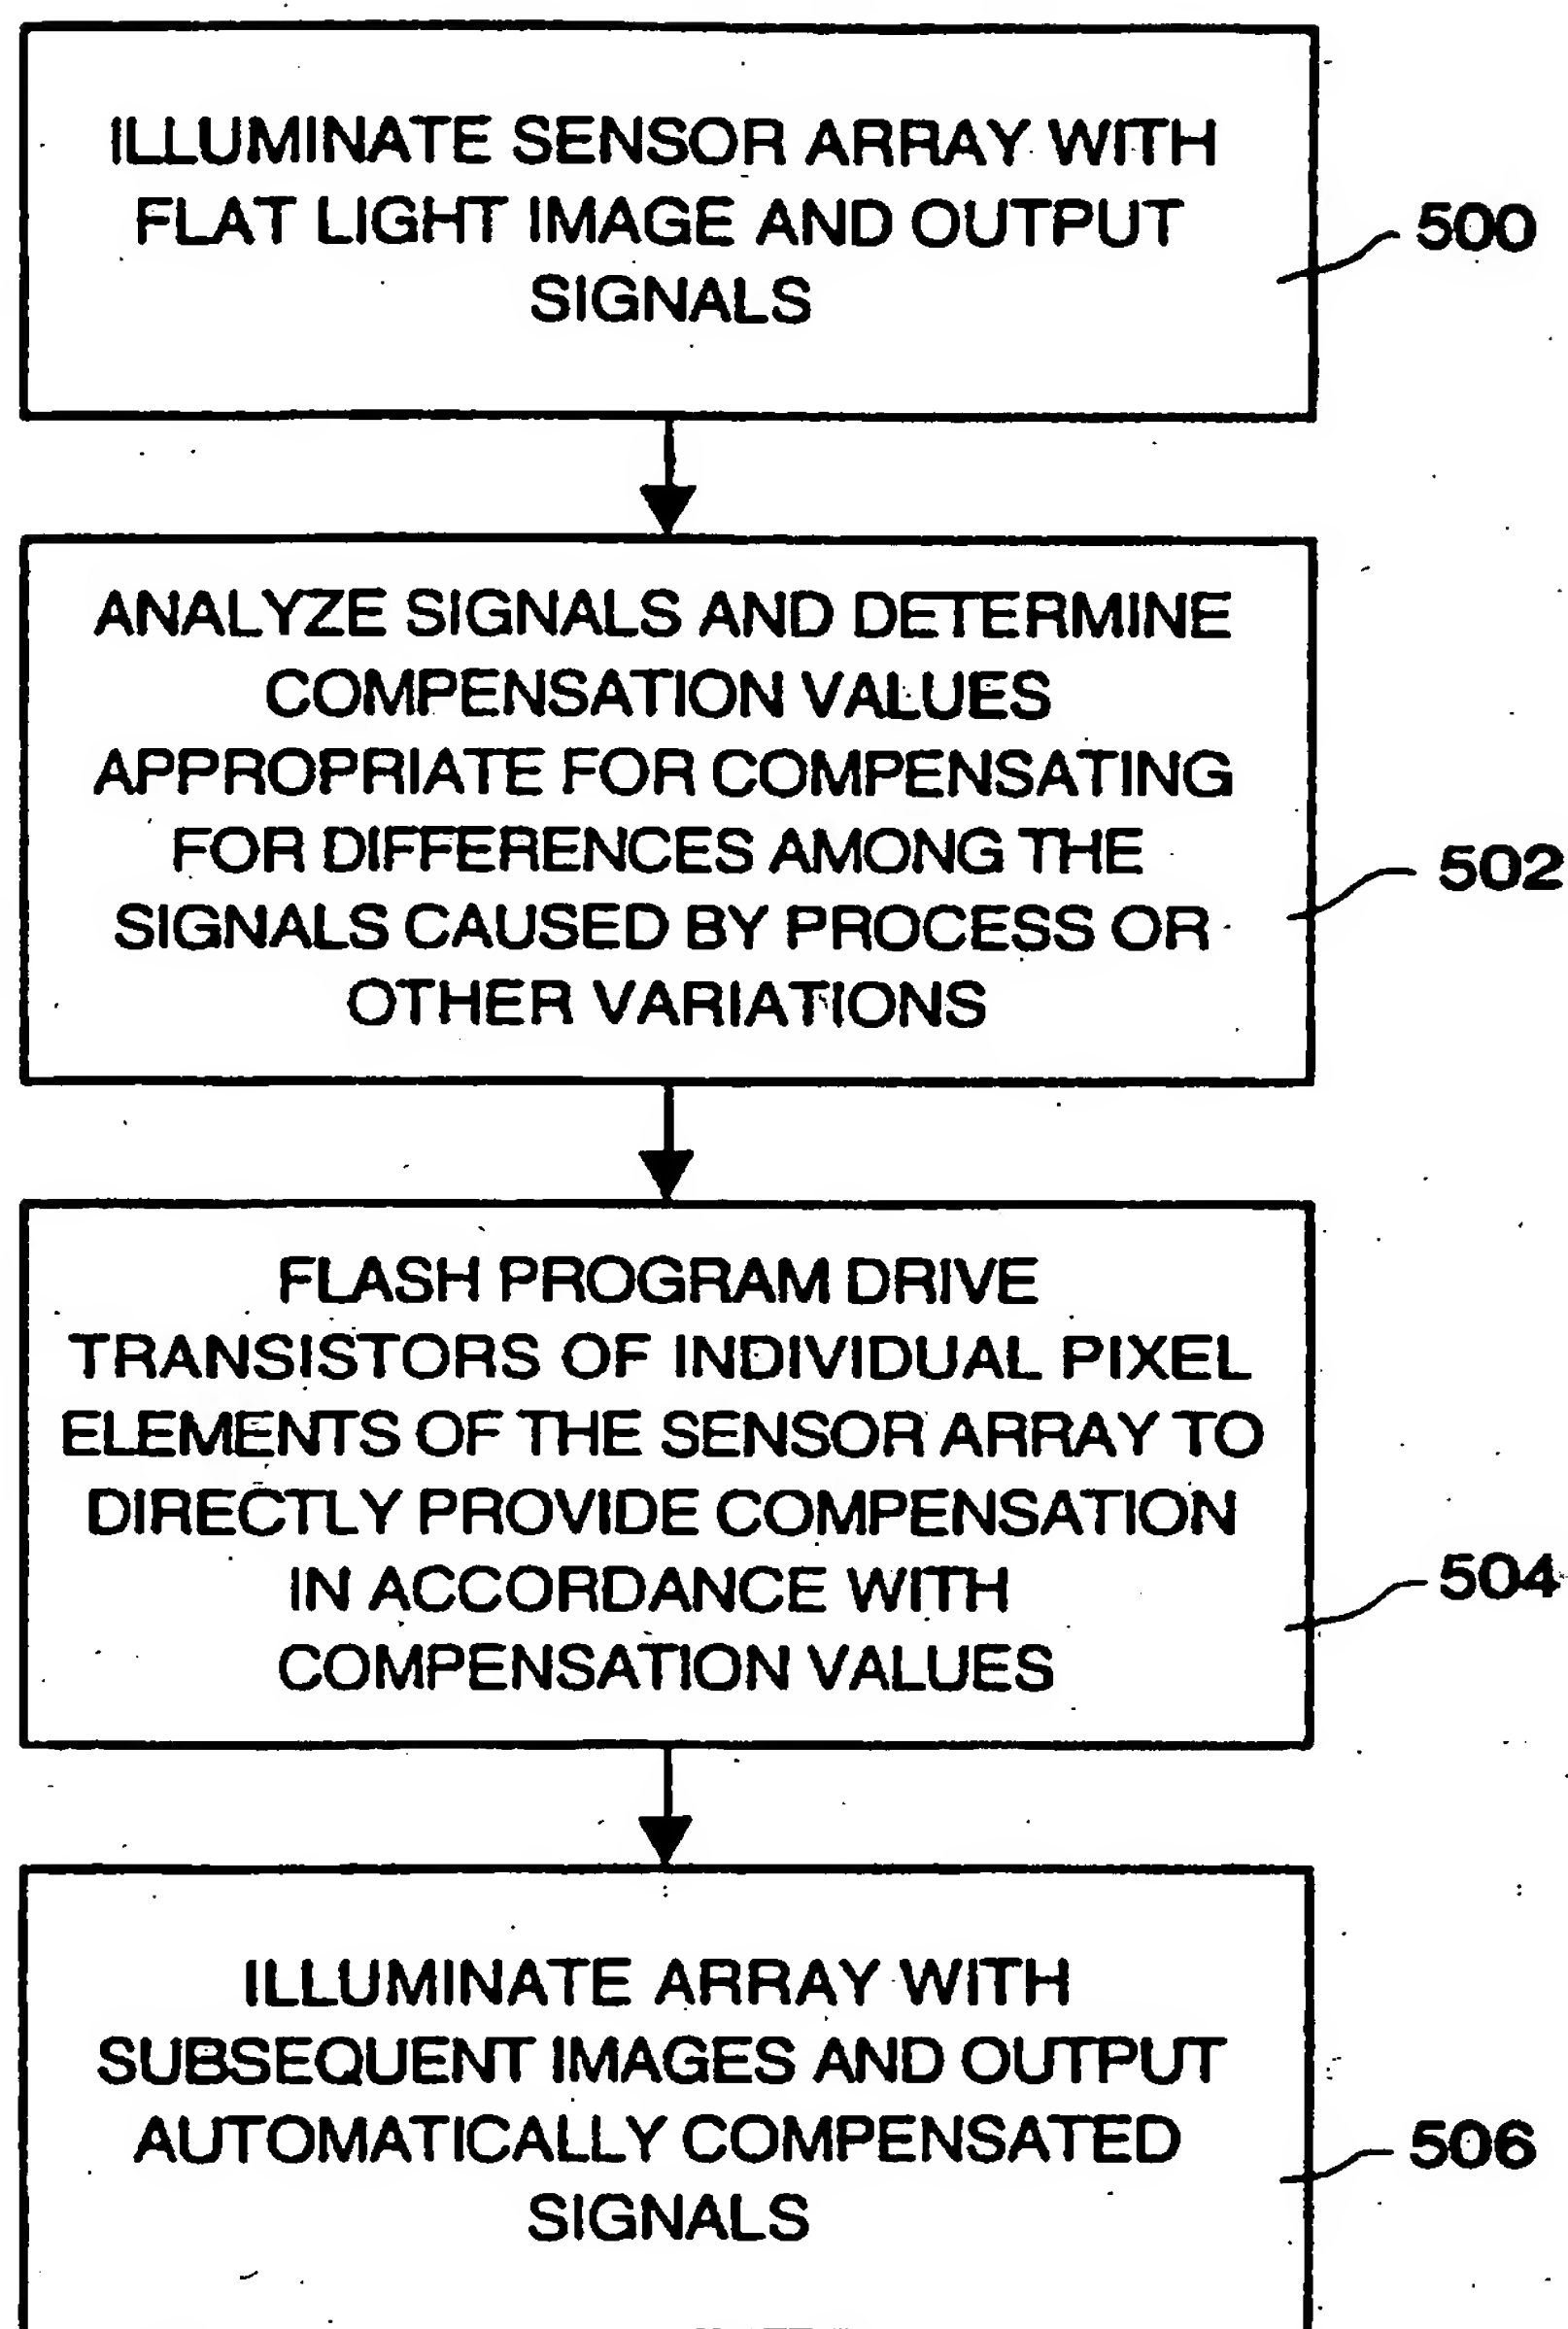 ILLUMINATE SENSOR ARRAY WITH
FLAT LIGHT IMAGE AND OUTPUT
SIGNALS
500
ANALYZE SIGNALS AND DETERMINE
COMPENSATION VALUES
APPROPRIATE FOR COMPENSATING
FOR DIFFERENCES AMONG THE
SIGNALS CAUSED BY PROCESS OR
OTHER VARIATIONS
502
FLASH PROGRAM DRIVE
TRANSISTORS OF INDIVIDUAL PIXEL
ELEMENTS OF THE SENSOR ARRAY TO
DIRECTLY PROVIDE COMPENSATION
IN ACCORDANCE WITH
COMPENSATION VALUES
504
ILLUMINATE ARRAY WITH
SUBSEQUENT IMAGES AND OUTPUT
AUTOMATICALLY COMPENSATED
SIGNALS
506